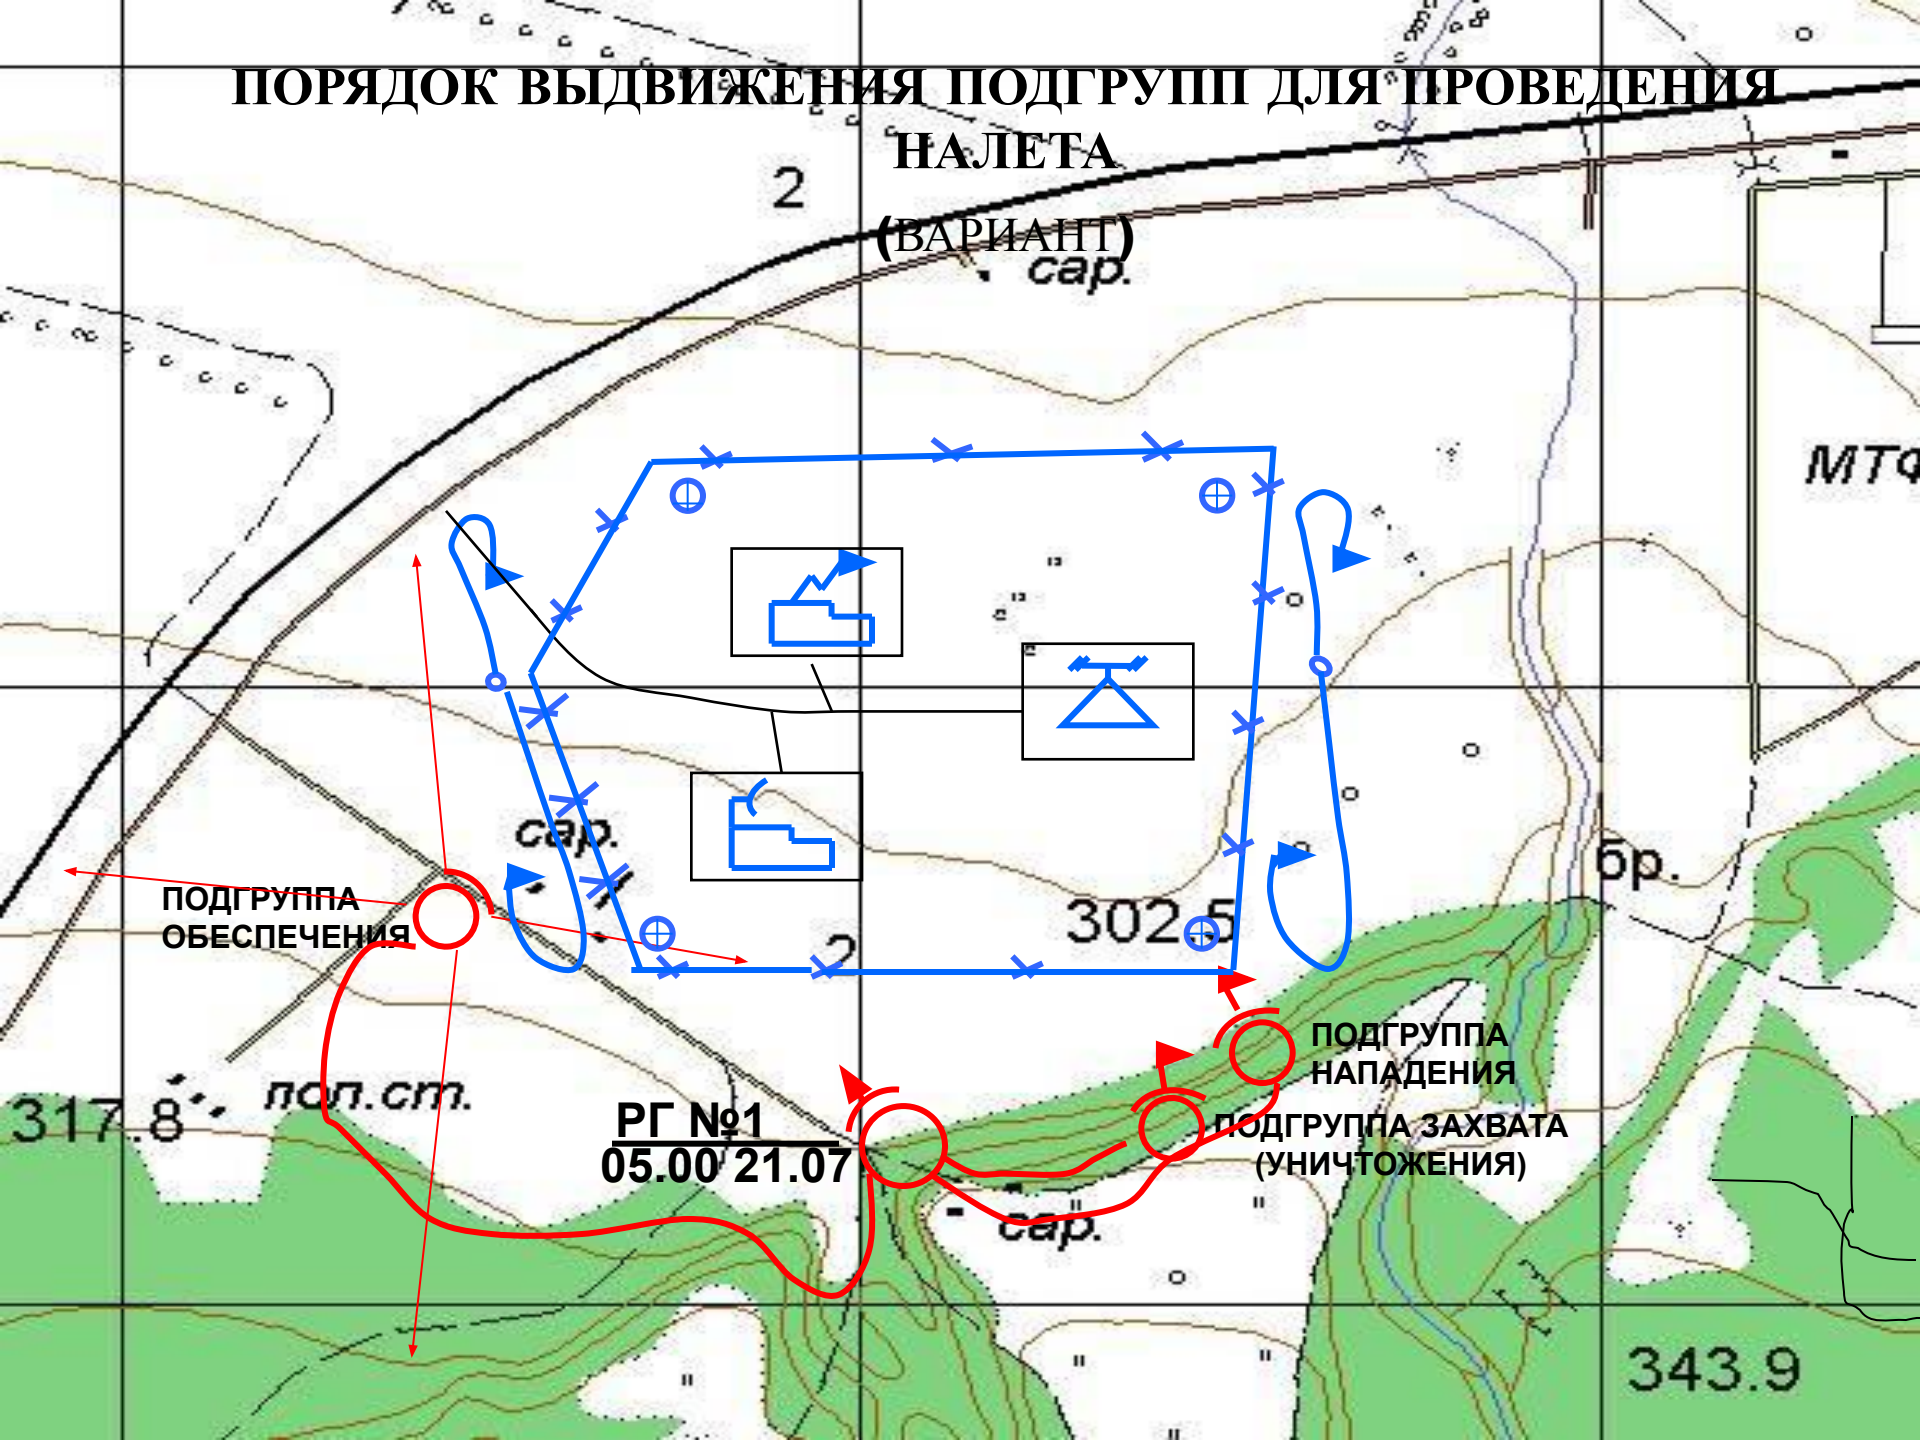 ПОРЯДОК ВЫДВИЖЕНИЯ ПОДГРУПП ДЛЯ ПРОВЕДЕНИЯ
НАЛЕТА
(ВАРИАНТ)
2
сар.
МТФ
сар.
бр.
ПОДГРУППА
ОБЕСПЕЧЕНИЯ
302.5
2
ПОДГРУППА
НАПАДЕНИЯ
пол.ст.
317.8
РГ №1
05.00 21.07
ПОДГРУППА ЗАХВАТА
(УНИЧТОЖЕНИЯ)
сар.
343.9